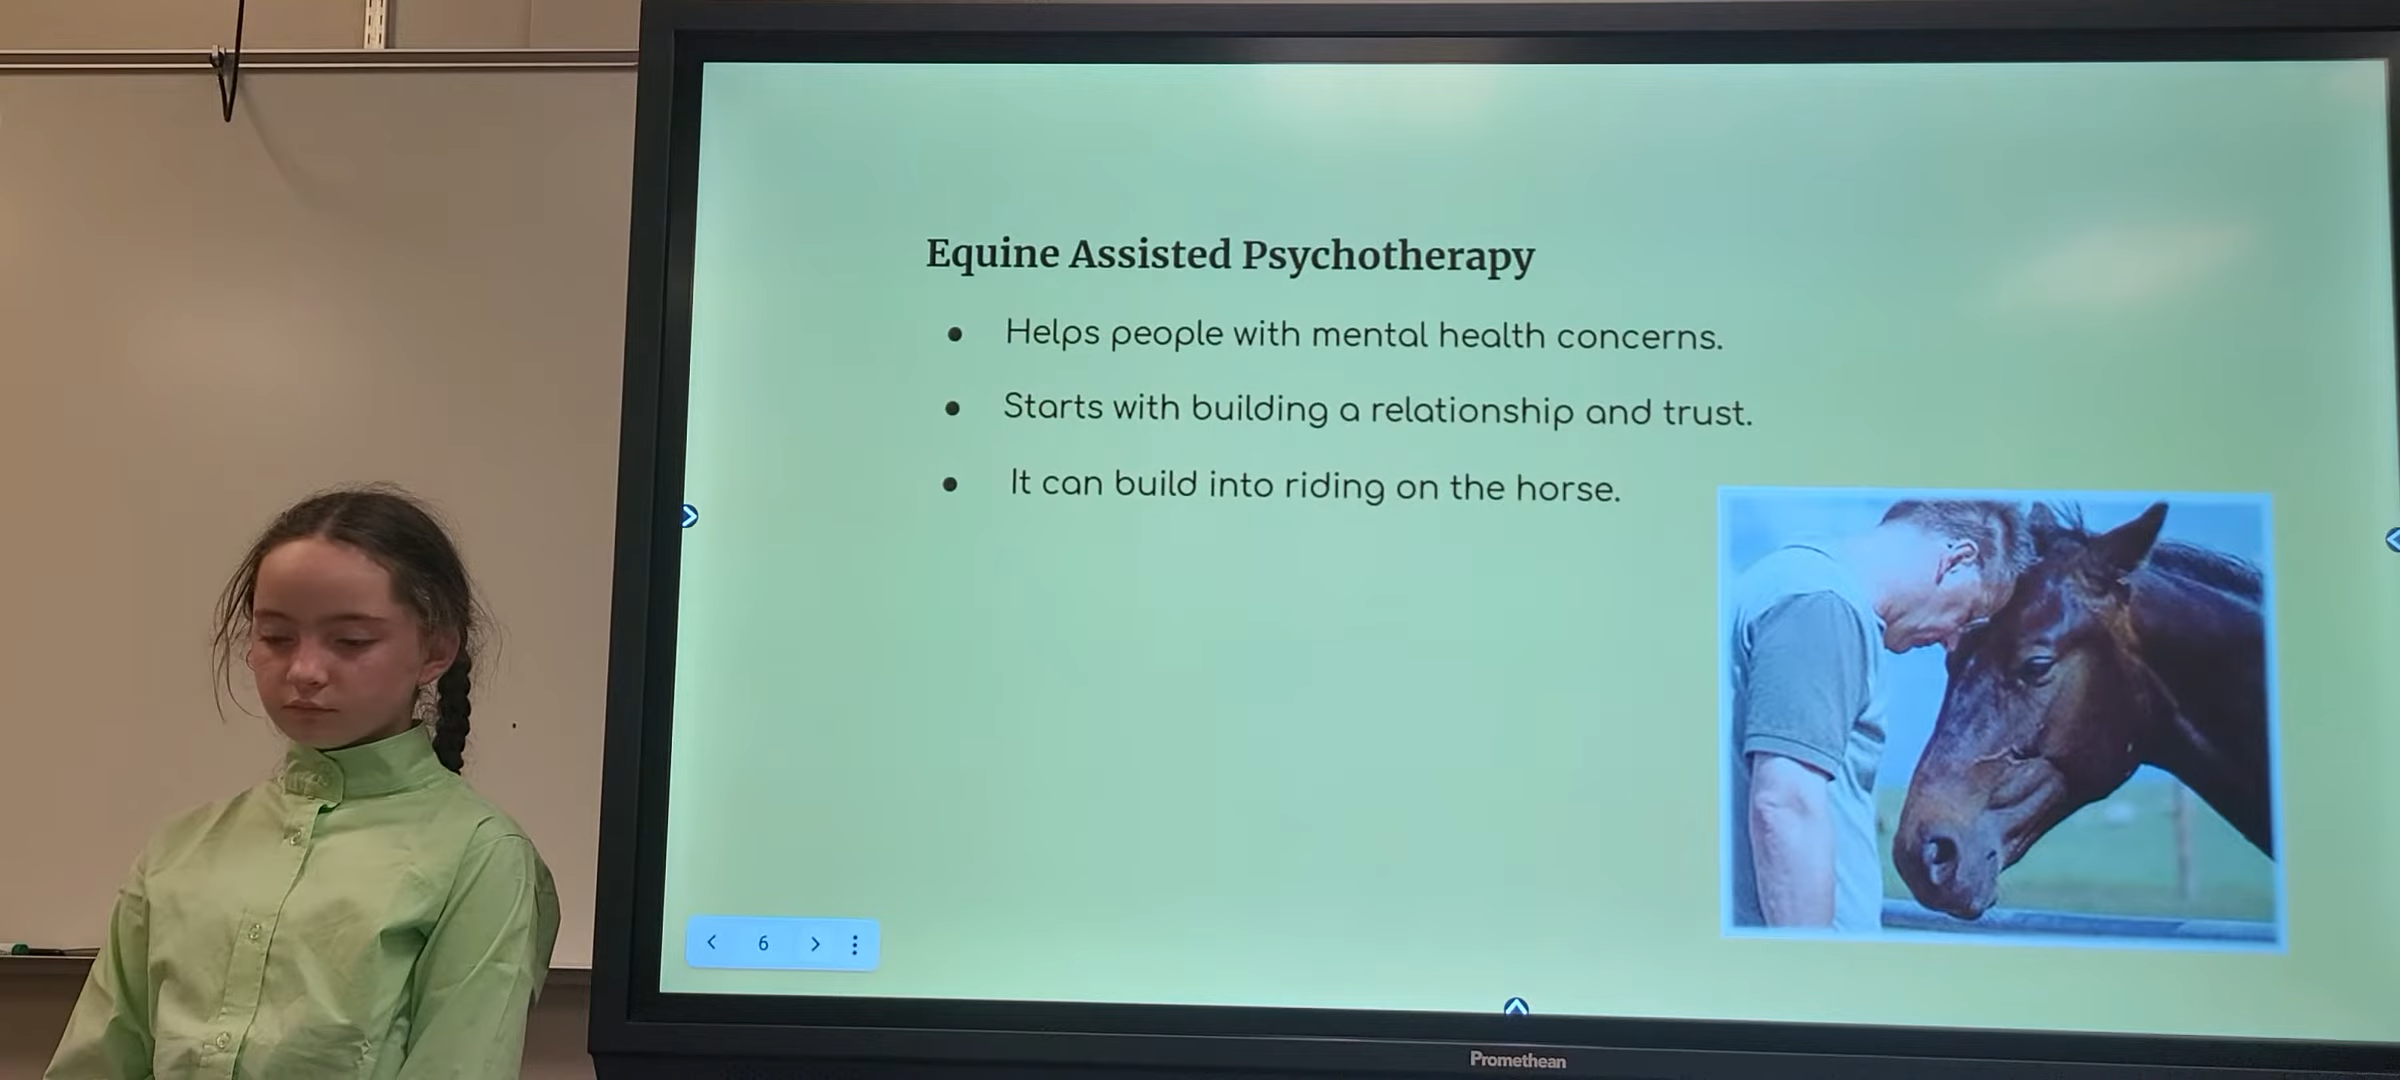 Equine Assisted Psychotherapy
● Helps people with mental health concerns.
● Starts with building a relationship and trust.
● It can build into riding on the horse.
6
Promethean